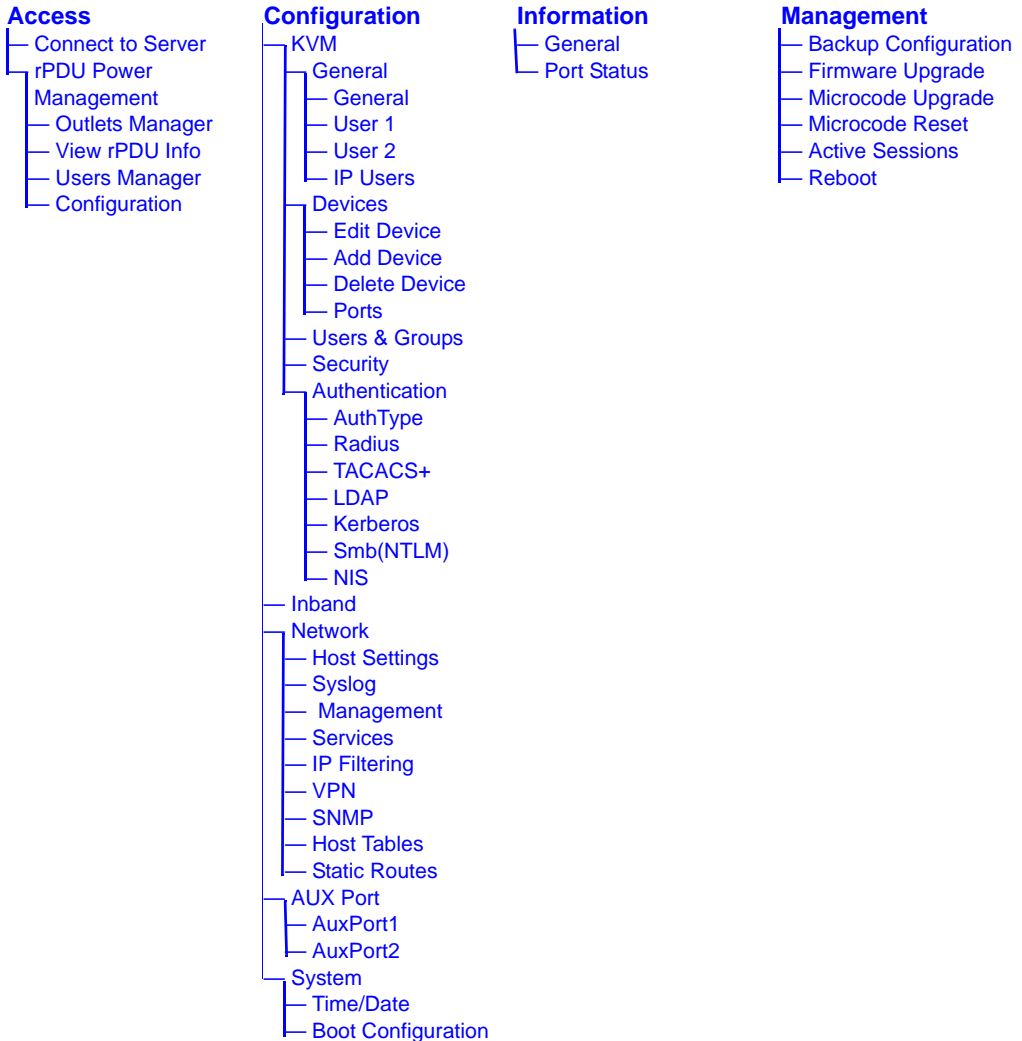 Access
Connect to Server
rPDU Power
Management
Outlets Manager
View rPDU Info
Users Manager
Configuration
Configuration
KVM
General
General
User 1
User 2
IP Users
Devices
Edit Device
Add Device
Delete Device
Ports
Users & Groups
Security
Authentication
AuthType
Radius
TACACS+
LDAP
Kerberos
Smb(NTLM)
NIS
Inband
Network
Host Settings
Syslog
Management
Services
IP Filtering
VPN
SNMP
Host Tables
Static Routes
AUX Port
AuxPort1
AuxPort2
System
Time/Date
Boot Configuration
Information
General
Port Status
Management
Backup Configuration
Firmware Upgrade
Microcode Upgrade
Microcode Reset
Active Sessions
Reboot